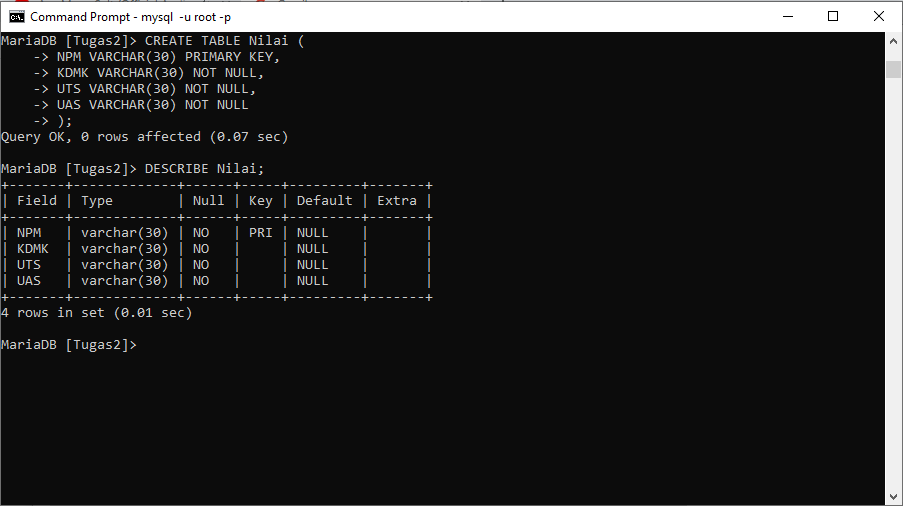 Command Prompt - mysql -u root -p
MariaDB [Tugas2]> CREATE TABLE Nilai (
    -> NPM VARCHAR(30) PRIMARY KEY,
    -> KDMK VARCHAR(30) NOT NULL,
    -> UTS VARCHAR(30) NOT NULL,
    -> UAS VARCHAR(30) NOT NULL
    -> );
Query OK, 0 rows affected (0.07 sec)
MariaDB [Tugas2]> DESCRIBE Nilai;
+-------+-------------+------+-----+---------+-------+
| Field | Type        | Null | Key | Default | Extra |
+-------+-------------+------+-----+---------+-------+
| NPM   | varchar(30) | NO   | PRI | NULL    |       |
| KDMK  | varchar(30) | NO   |     | NULL    |       |
| UTS   | varchar(30) | NO   |     | NULL    |       |
| UAS   | varchar(30) | NO   |     | NULL    |       |
+-------+-------------+------+-----+---------+-------+
4 rows in set (0.01 sec)
MariaDB [Tugas2]>